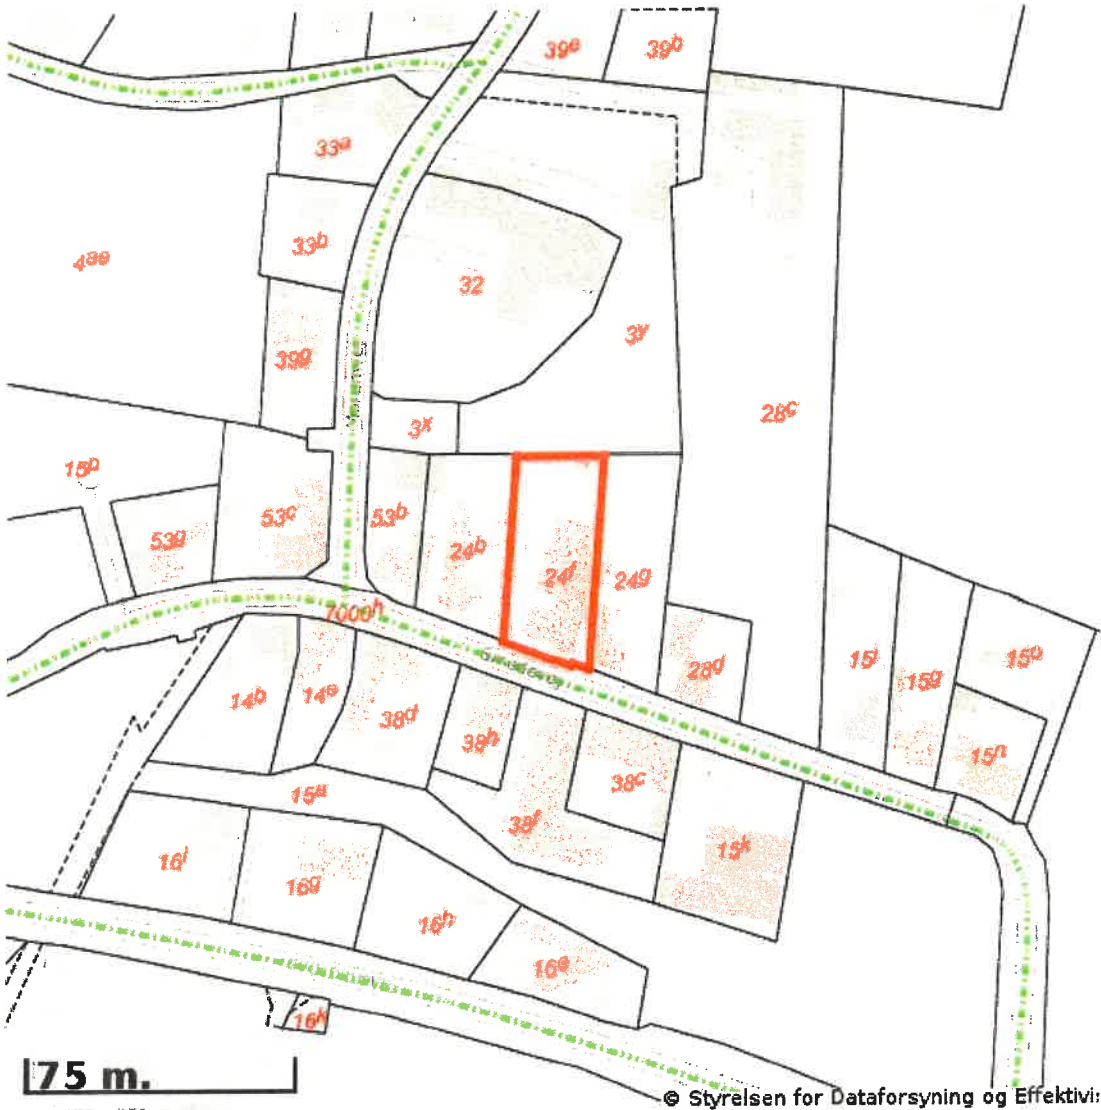 39e
39b
33a
33b
4ae
32
3y
39g
28c
3x
15p
53c
53b
53g
24b
24f
24g
7000h
28d
15i
15g
15o
14b
14e
38d
38h
15n
38c
15a
38f
15k
16i
16g
16h
16e
16k
75 m.
© Styrelsen for Dataforsyning og Effektivi